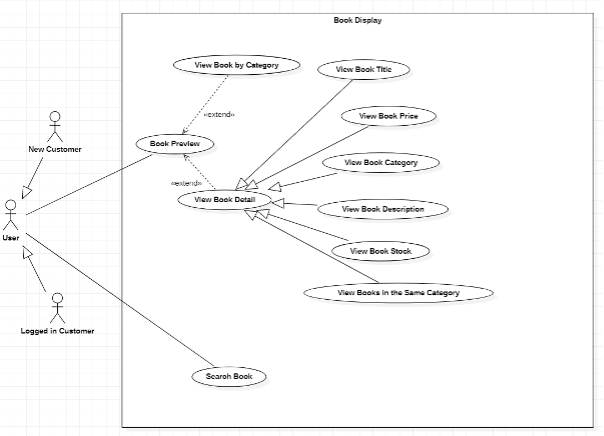 Book Display
View Book by Category
View Book Title
«extend»
View Book Price
New Customer
Book Preview
View Book Category
«extend»
View Book Detail
View Book Description
User
View Book Stock
View Books In the Same Category
Logged in Customer
Search Book